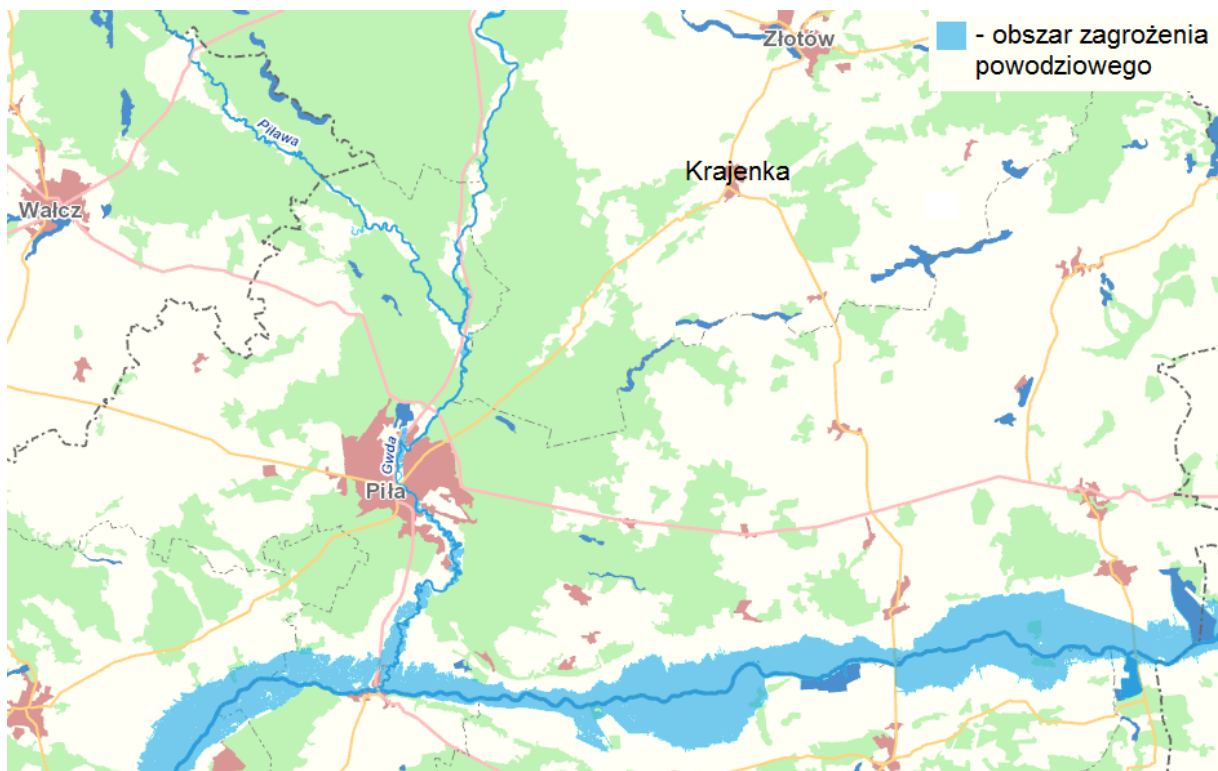 Złotów
- obszar zagrożenia
powodziowego
Piława
Krajenka
Wałcz
Gwda
Piła